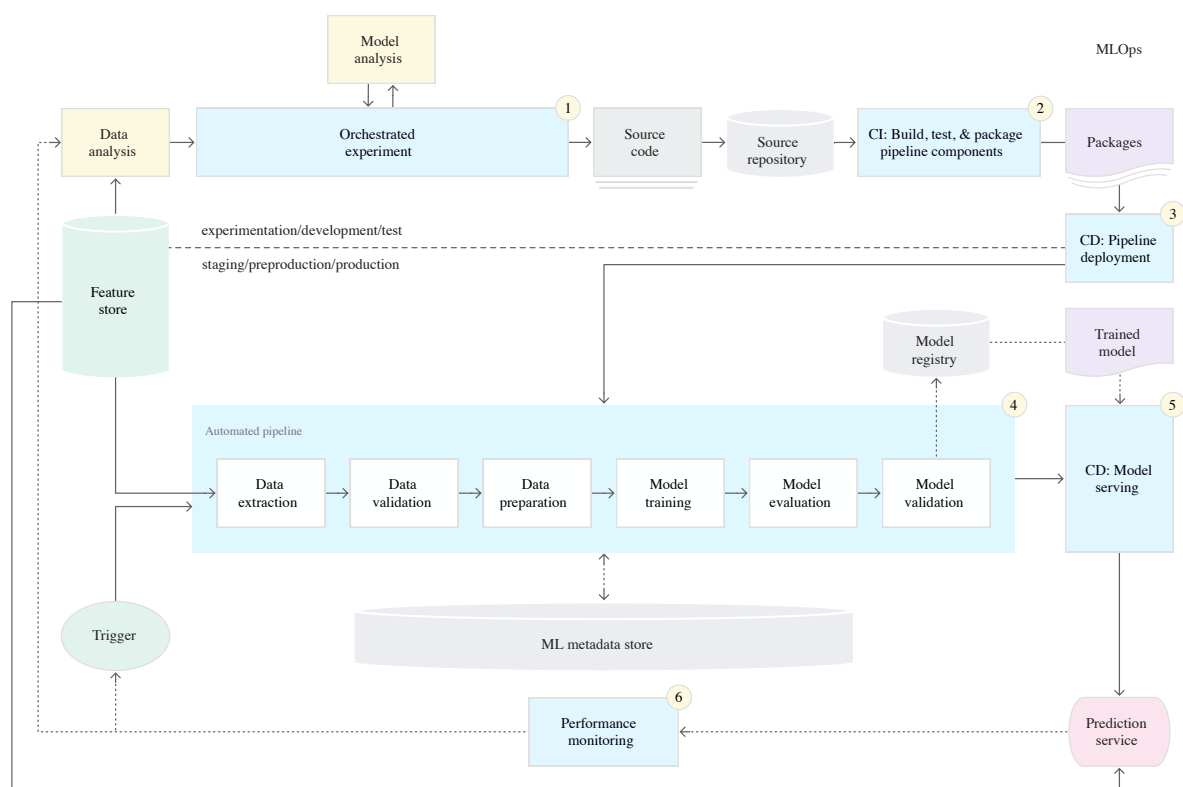 MLOps
Model
analysis
1
2
Data
analysis
Orchestrated
experiment
Source
code
Source
repository
CI: Build, test, & package
pipeline components
Packages
3
experimentation/development/test
CD: Pipeline
deployment
staging/preproduction/production
Feature
store
Model
registry
Trained
model
4
5
Automated pipeline
Data
extraction
Data
validation
Data
preparation
Model
training
Model
evaluation
Model
validation
CD: Model
serving
Trigger
ML metadata store
6
Performance
monitoring
Prediction
service